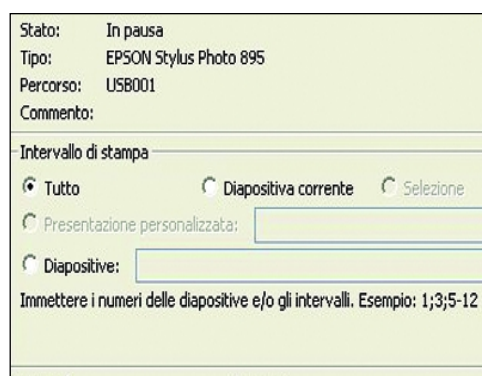 Stato: In pausa
Tipo: EPSON Stylus Photo 895
Percorso: USB001
Commento:
Intervallo di stampa
Tutto Diapositiva corrente Selezione
Presentazione personalizzata:
Diapositive:
Immettere i numeri delle diapositive e/o gli intervalli. Esempio: 1;3;5-12